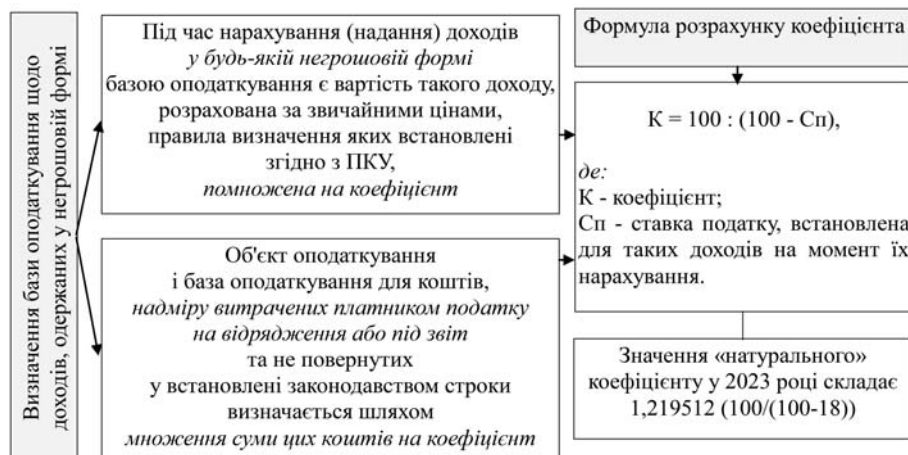 Визначення бази оподаткування щодо
доходів, одержаних у негрошовій формі
Під час нарахування (надання) доходів
у будь-якій негрошовій формі
базою оподаткування є вартість такого доходу,
розрахована за звичайними цінами,
правила визначення яких встановлені
згідно з ПКУ,
помножена на коефіцієнт
Об'єкт оподаткування
і база оподаткування для коштів,
надміру витрачених платником податку
на відрядження або під звіт
та не повернутих
у встановлені законодавством строки
визначається шляхом
множення суми цих коштів на коефіцієнт
Формула розрахунку коефіцієнта
К = 100 : (100 - Сп),
де:
К - коефіцієнт;
Сп - ставка податку, встановлена
для таких доходів на момент їх
нарахування.
Значення «натурального»
коефіцієнту у 2023 році складає
1,219512 (100/(100-18))